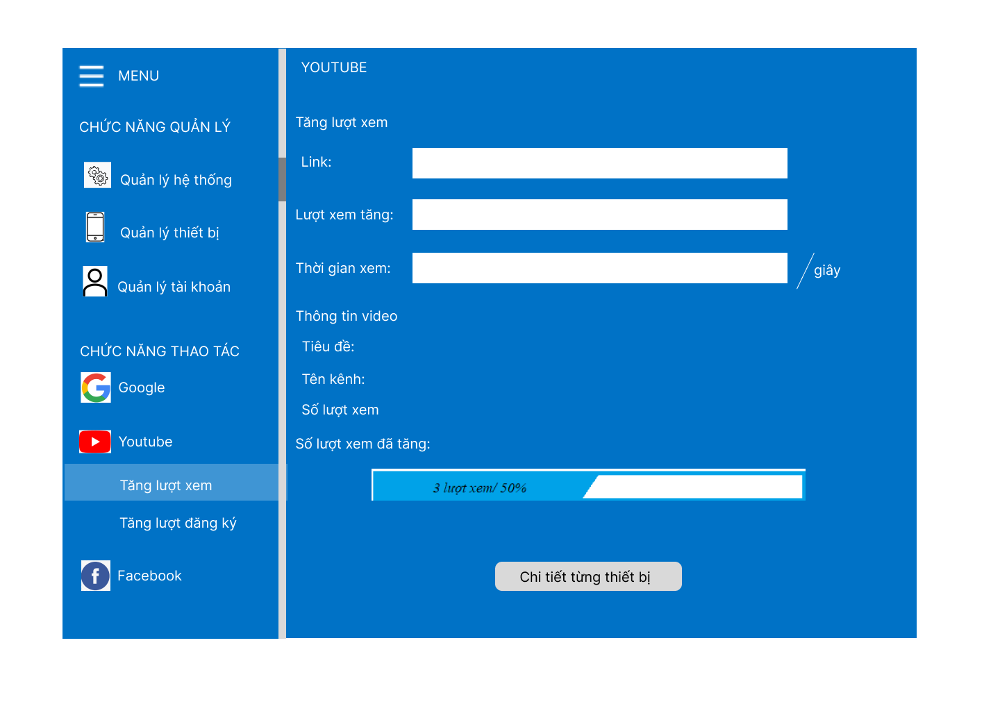 MENU
CHỨC NĂNG QUẢN LÝ
Quản lý hệ thống
Quản lý thiết bị
Quản lý tài khoản
CHỨC NĂNG THAO TÁC
Google
Youtube
Tăng lượt xem
Tăng lượt đăng ký
Facebook
YOUTUBE
Tăng lượt xem
Link:
Lượt xem tăng:
Thời gian xem:
giây
Thông tin video
Tiêu đề:
Tên kênh:
Số lượt xem
Số lượt xem đã tăng:
3 lượt xem/ 50%
Chi tiết từng thiết bị